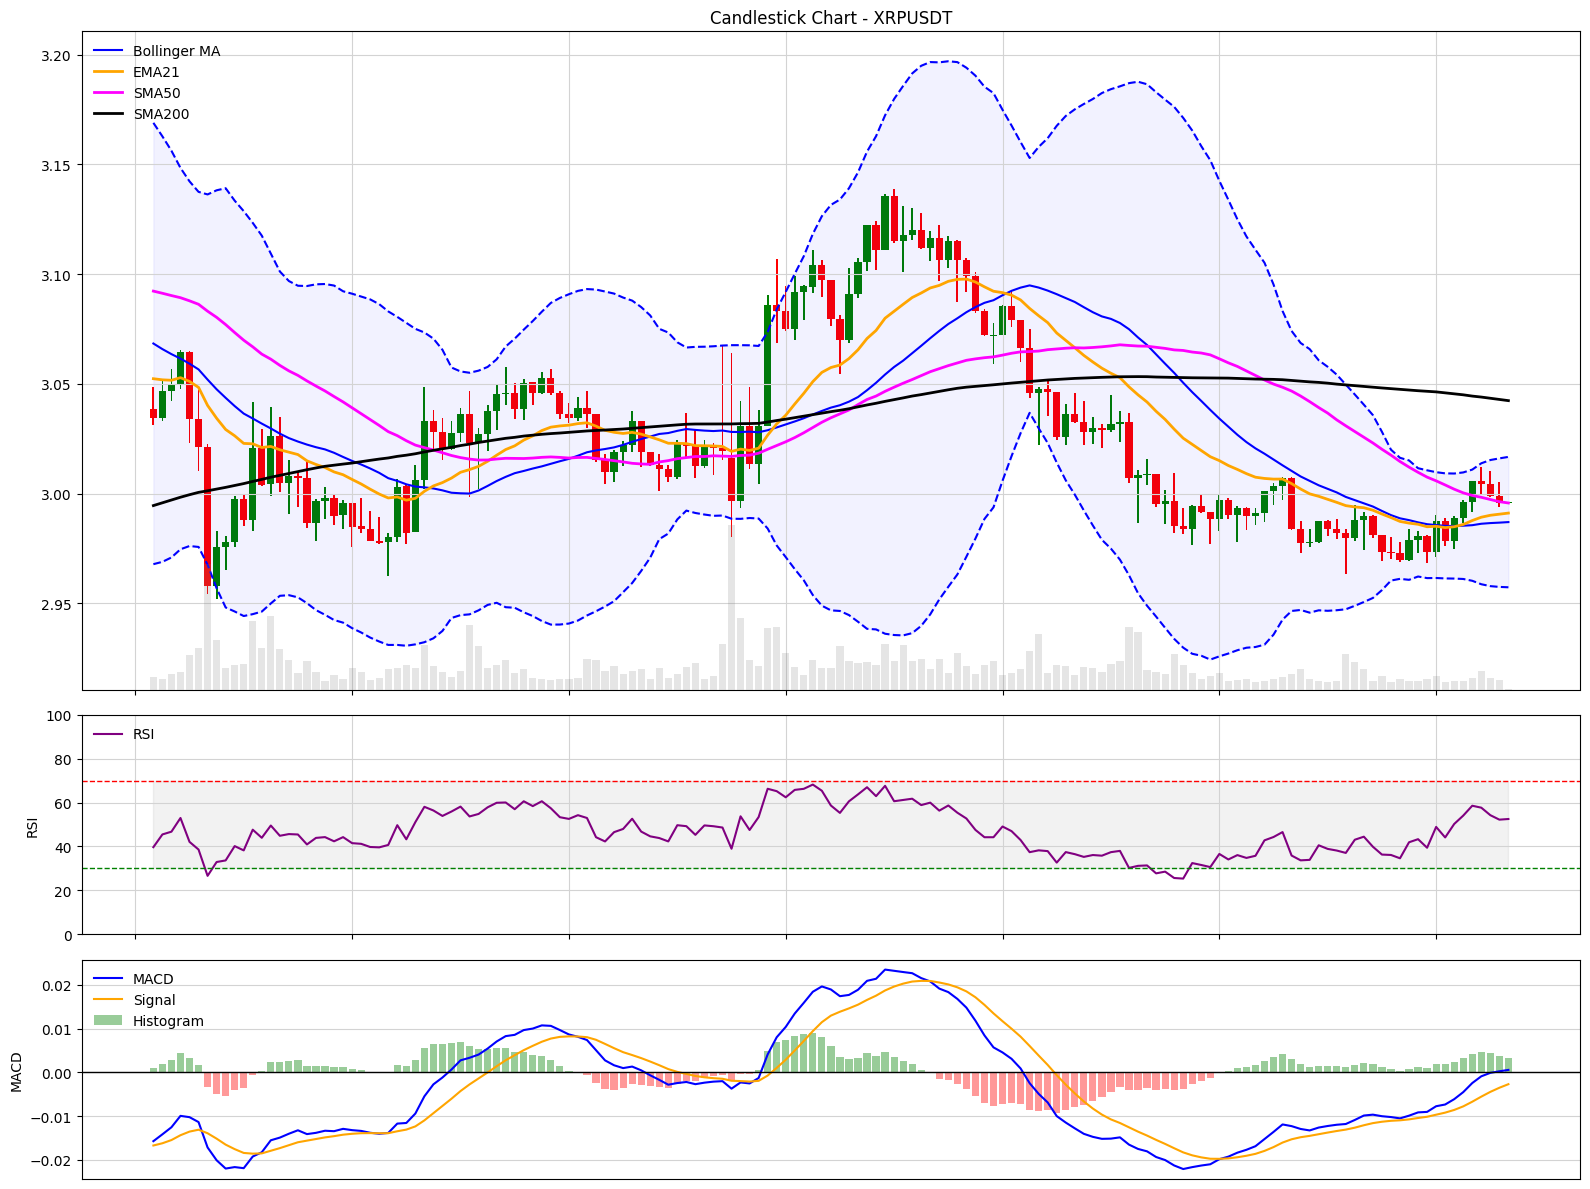 Candlestick Chart - XRPUSDT
Bollinger MA
EMA21
SMA50
SMA200
3.20
3.15
3.10
3.05
3.00
2.95
RSI
100
80
60
40
20
0
RSI
MACD
Signal
Histogram
0.02
0.01
0.00
−0.01
−0.02
MACD